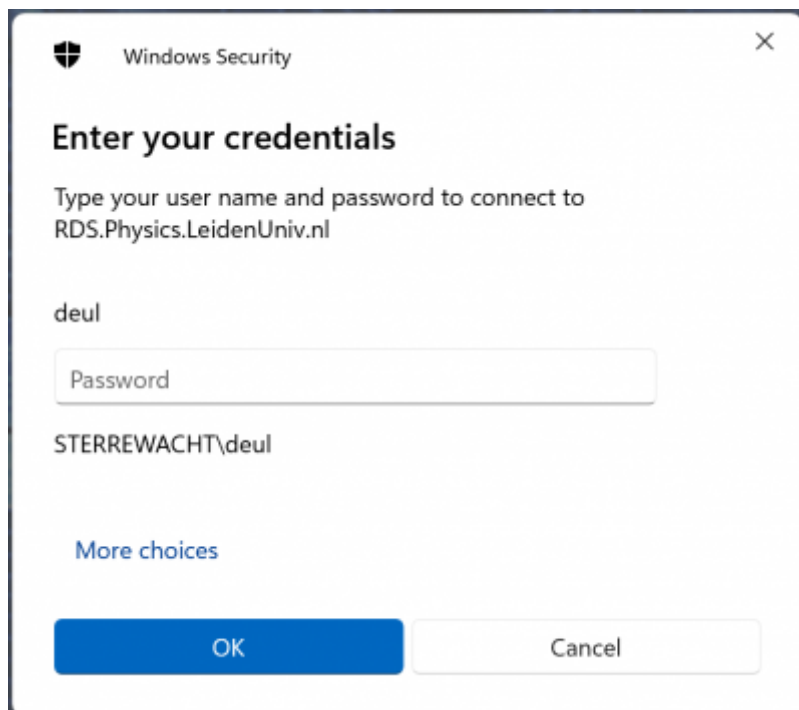 Windows Security
Enter your credentials
Type your user name and password to connect to
RDS.Physics.LeidenUniv.nl
deul
Password
STERREWACHT\deul
More choices
OK
Cancel